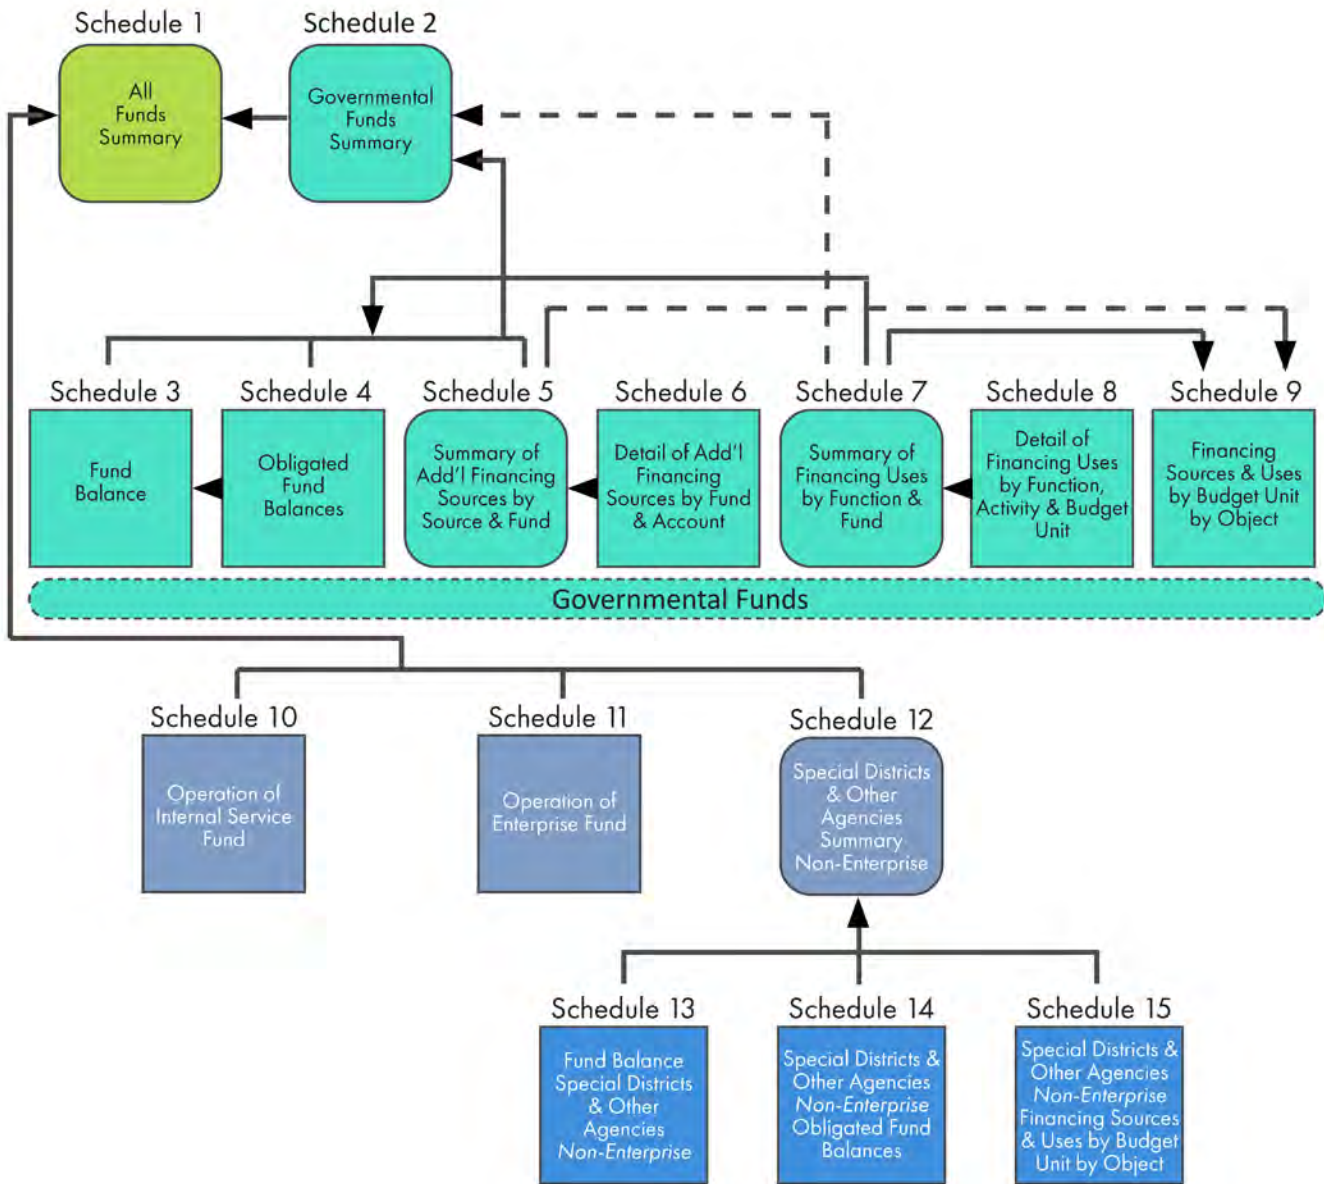 Schedule 1
All
Funds
Summary
Schedule 2
Governmental
Funds
Summary
Schedule 3
Fund
Balance
Schedule 4
Obligated
Fund
Balances
Schedule 5
Summary of
Add'l Financing
Sources by
Source & Fund
Schedule 6
Detail of Add'l
Financing
Sources by Fund
& Account
Schedule 7
Summary of
Financing Uses
by Function &
Fund
Schedule 8
Detail of
Financing Uses
by Function,
Activity & Budget
Unit
Schedule 9
Financing
Sources & Uses
by Budget Unit
by Object
Governmental Funds
Schedule 10
Operation of
Internal Service
Fund
Schedule 11
Operation of
Enterprise Fund
Schedule 12
Special Districts
& Other
Agencies
Summary
Non-Enterprise
Schedule 13
Fund Balance
Special Districts
& Other
Agencies
Non-Enterprise
Schedule 14
Special Districts &
Other Agencies
Non-Enterprise
Obligated Fund
Balances
Schedule 15
Special Districts &
Other Agencies
Non-Enterprise
Financing Sources
& Uses by Budget
Unit by Object